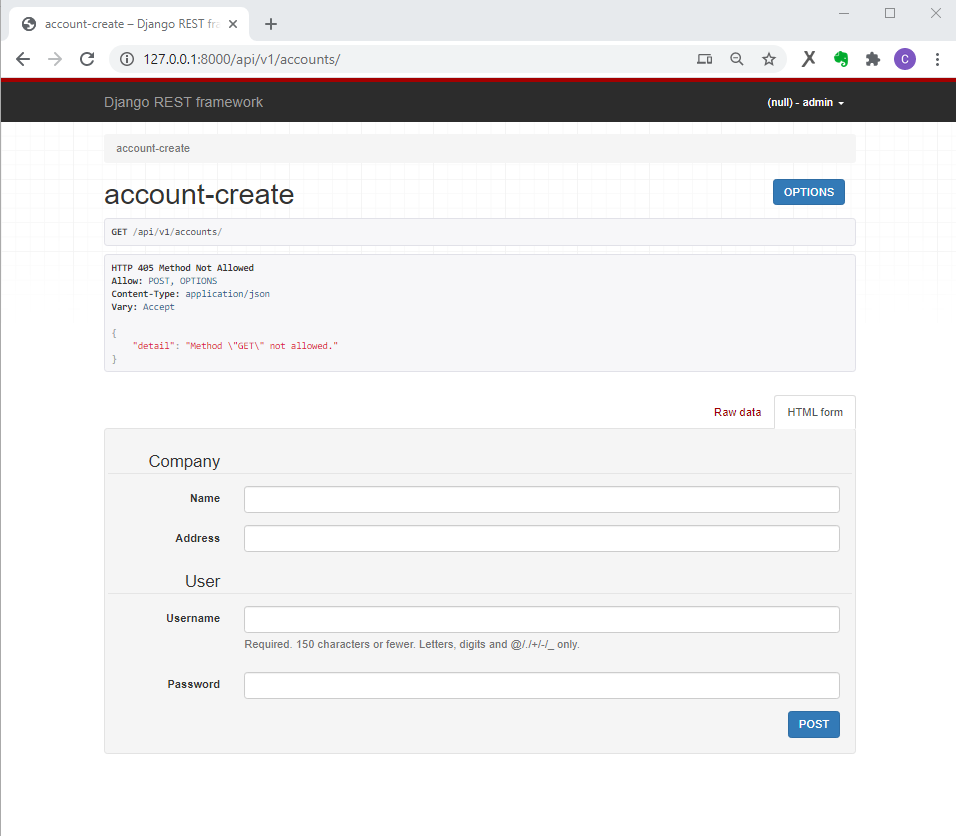 account-create – Django REST fra
127.0.0.1:8000/api/v1/accounts/
C
Django REST framework
(null) - admin
account-create
account-create
OPTIONS
GET /api/v1/accounts/
HTTP 405 Method Not Allowed
Allow: POST, OPTIONS
Content-Type: application/json
Vary: Accept
{
"detail": "Method \"GET\" not allowed."
}
Raw data
HTML form
Company
Name
Address
User
Username
Required. 150 characters or fewer. Letters, digits and @/./+/-/_ only.
Password
POST